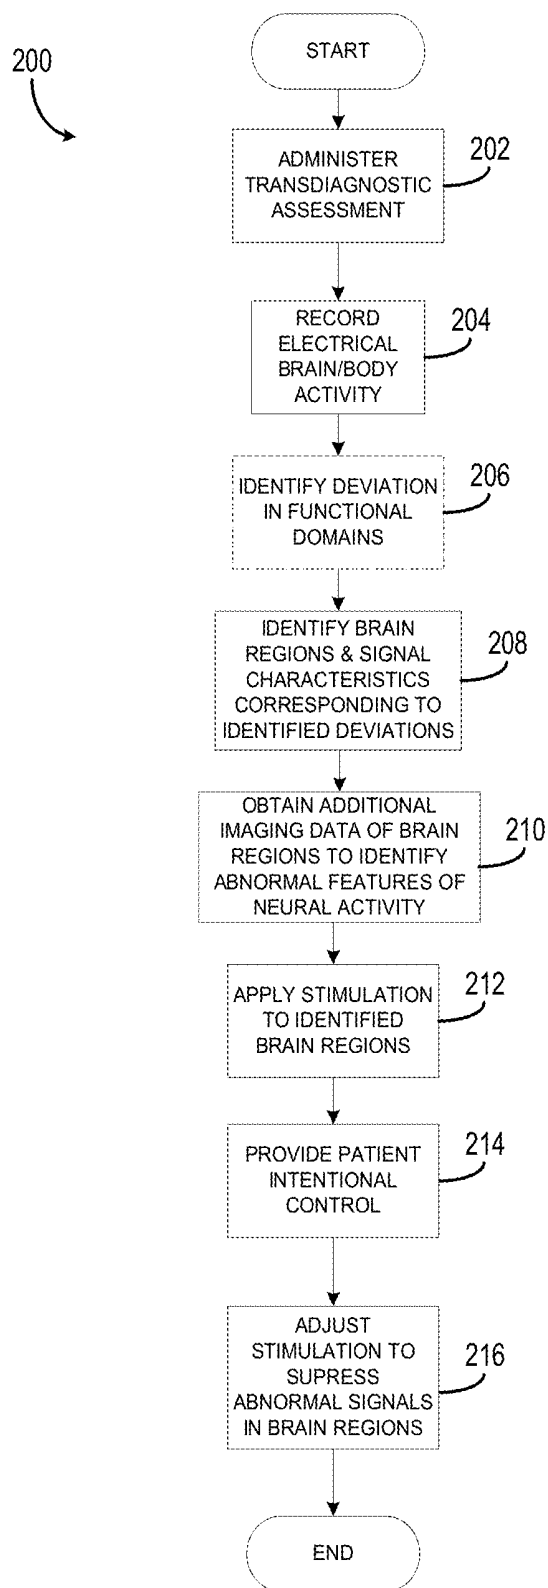 START
200
ADMINISTER
TRANSDIAGNOSTIC
ASSESSMENT
202
RECORD
ELECTRICAL
BRAIN/BODY
ACTIVITY
204
IDENTIFY DEVIATION
IN FUNCTIONAL
DOMAINS
206
IDENTIFY BRAIN
REGIONS & SIGNAL
CHARACTERISTICS
CORRESPONDING TO
IDENTIFIED DEVIATIONS
208
OBTAIN ADDITIONAL
IMAGING DATA OF BRAIN
REGIONS TO IDENTIFY
ABNORMAL FEATURES OF
NEURAL ACTIVITY
210
APPLY STIMULATION
TO IDENTIFIED
BRAIN REGIONS
212
PROVIDE PATIENT
INTENTIONAL
CONTROL
214
ADJUST
STIMULATION TO
SUPRESS
ABNORMAL SIGNALS
IN BRAIN REGIONS
216
END